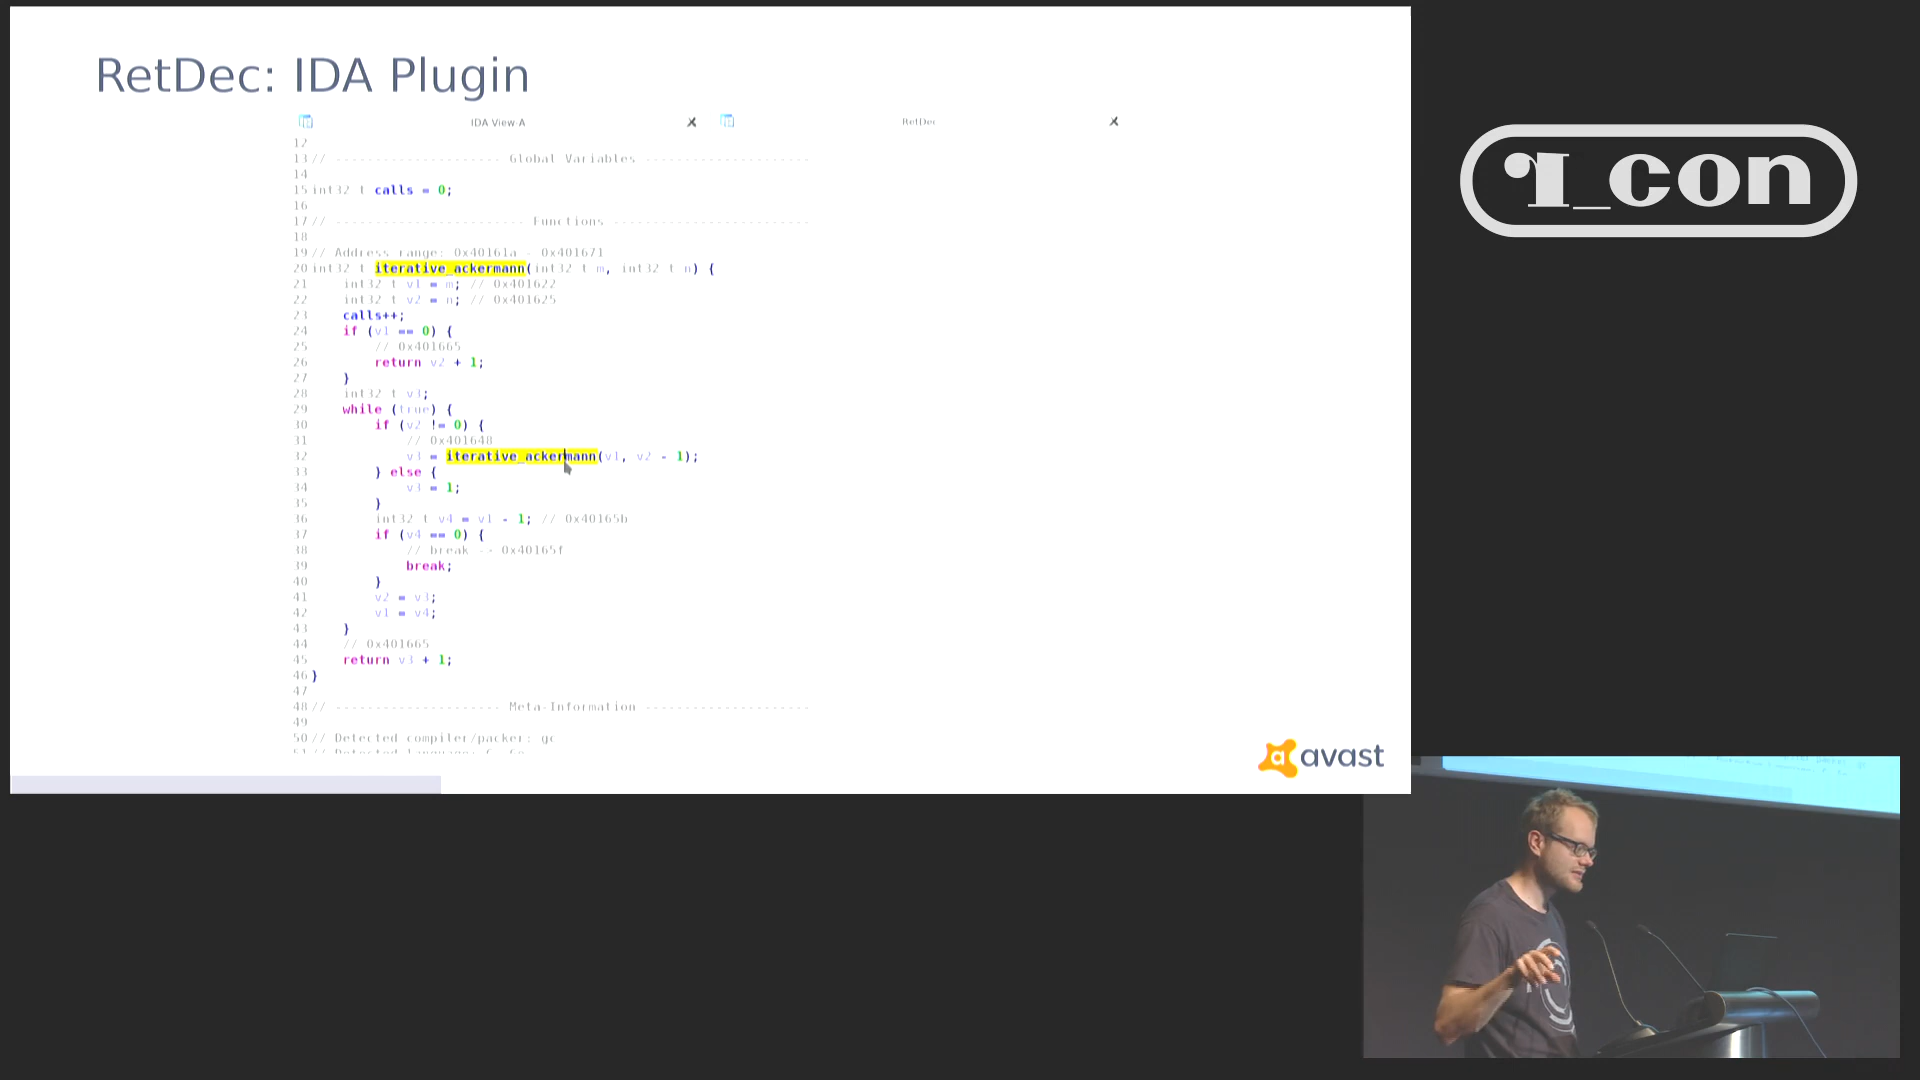 RetDec: IDA Plugin
IDA View-A
RetDec
12
13 // --------------------- Global Variables ---------------------
14
15 int32_t calls = 0;
16
17 // ------------------------ Functions -------------------------
18
19 // Address range: 0x40161a - 0x401671
20 int32_t iterative_ackermann(int32_t m, int32_t n) {
21     int32_t v1 = m; // 0x401622
22     int32_t v2 = n; // 0x401625
23     calls++;
24     if (v1 == 0) {
25         // 0x401665
26         return v2 + 1;
27     }
28     int32_t v3;
29     while (true) {
30         if (v2 != 0) {
31             // 0x401648
32             v3 = iterative_ackermann(v1, v2 - 1);
33         } else {
34             v3 = 1;
35         }
36         int32_t v4 = v1 - 1; // 0x40165b
37         if (v4 == 0) {
38             // break -> 0x40165f
39             break;
40         }
41         v2 = v3;
42         v1 = v4;
43     }
44     // 0x401665
45     return v3 + 1;
46 }
47
48 // --------------------- Meta-Information ---------------------
49
50 // Detected compiler/packer: gc
avast
r2_con